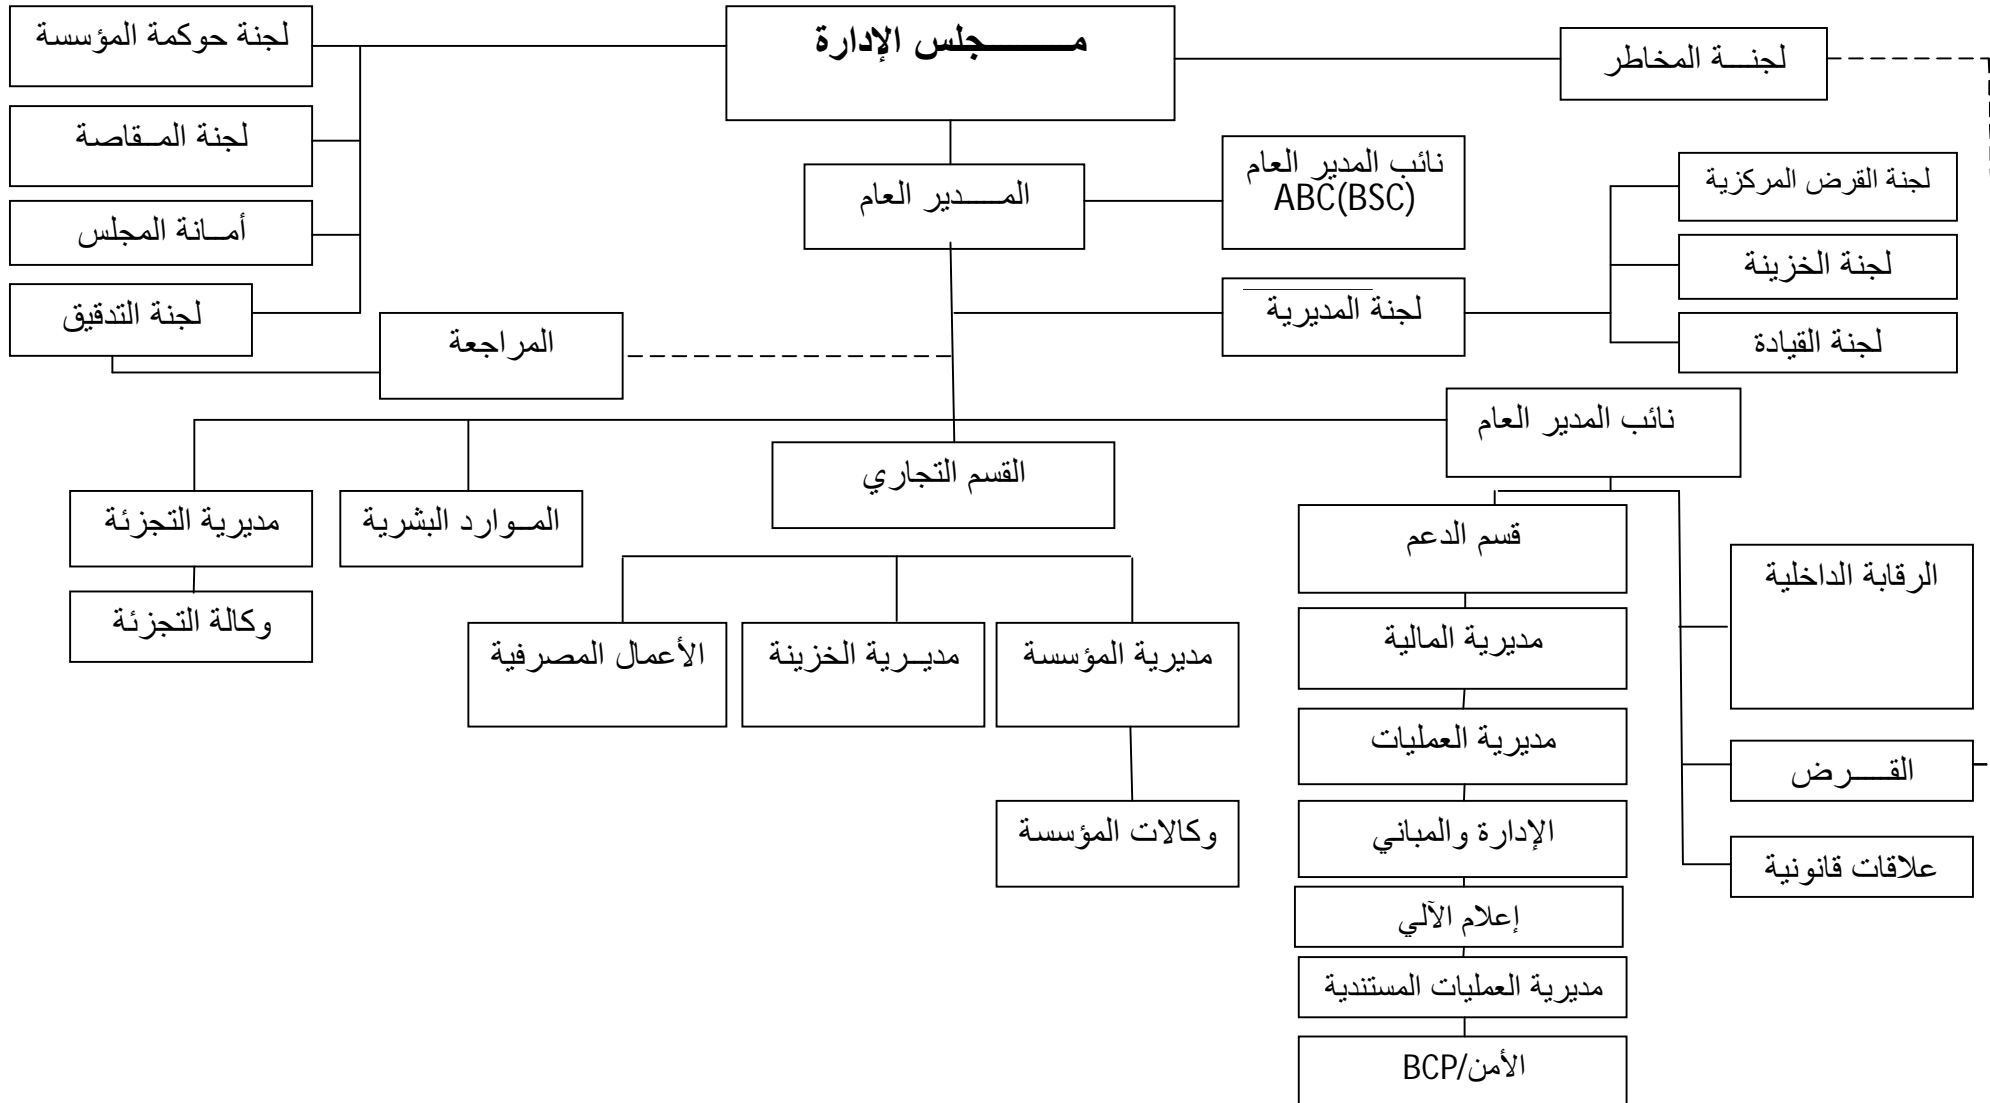 مـــــــجلس الإدارة
لجنة حوكمة المؤسسة
لجنــة المخاطر
لجنة المــقاصة
نائب المدير العام
ABC(BSC)
لجنة القرض المركزية
المـــــدير العام
أمــانة المجلس
لجنة الخزينة
لجنة المديرية
لجنة التدقيق
المراجعة
لجنة القيادة
نائب المدير العام
القسم التجاري
المــوارد البشرية
مديرية التجزئة
قسم الدعم
الرقابة الداخلية
وكالة التجزئة
مديرية المؤسسة
مديــرية الخزينة
الأعمال المصرفية
مديرية المالية
مديرية العمليات
القـــــرض
وكالات المؤسسة
الإدارة والمباني
علاقات قانونية
إعلام الآلي
مديرية العمليات المستندية
الأمن/BCP